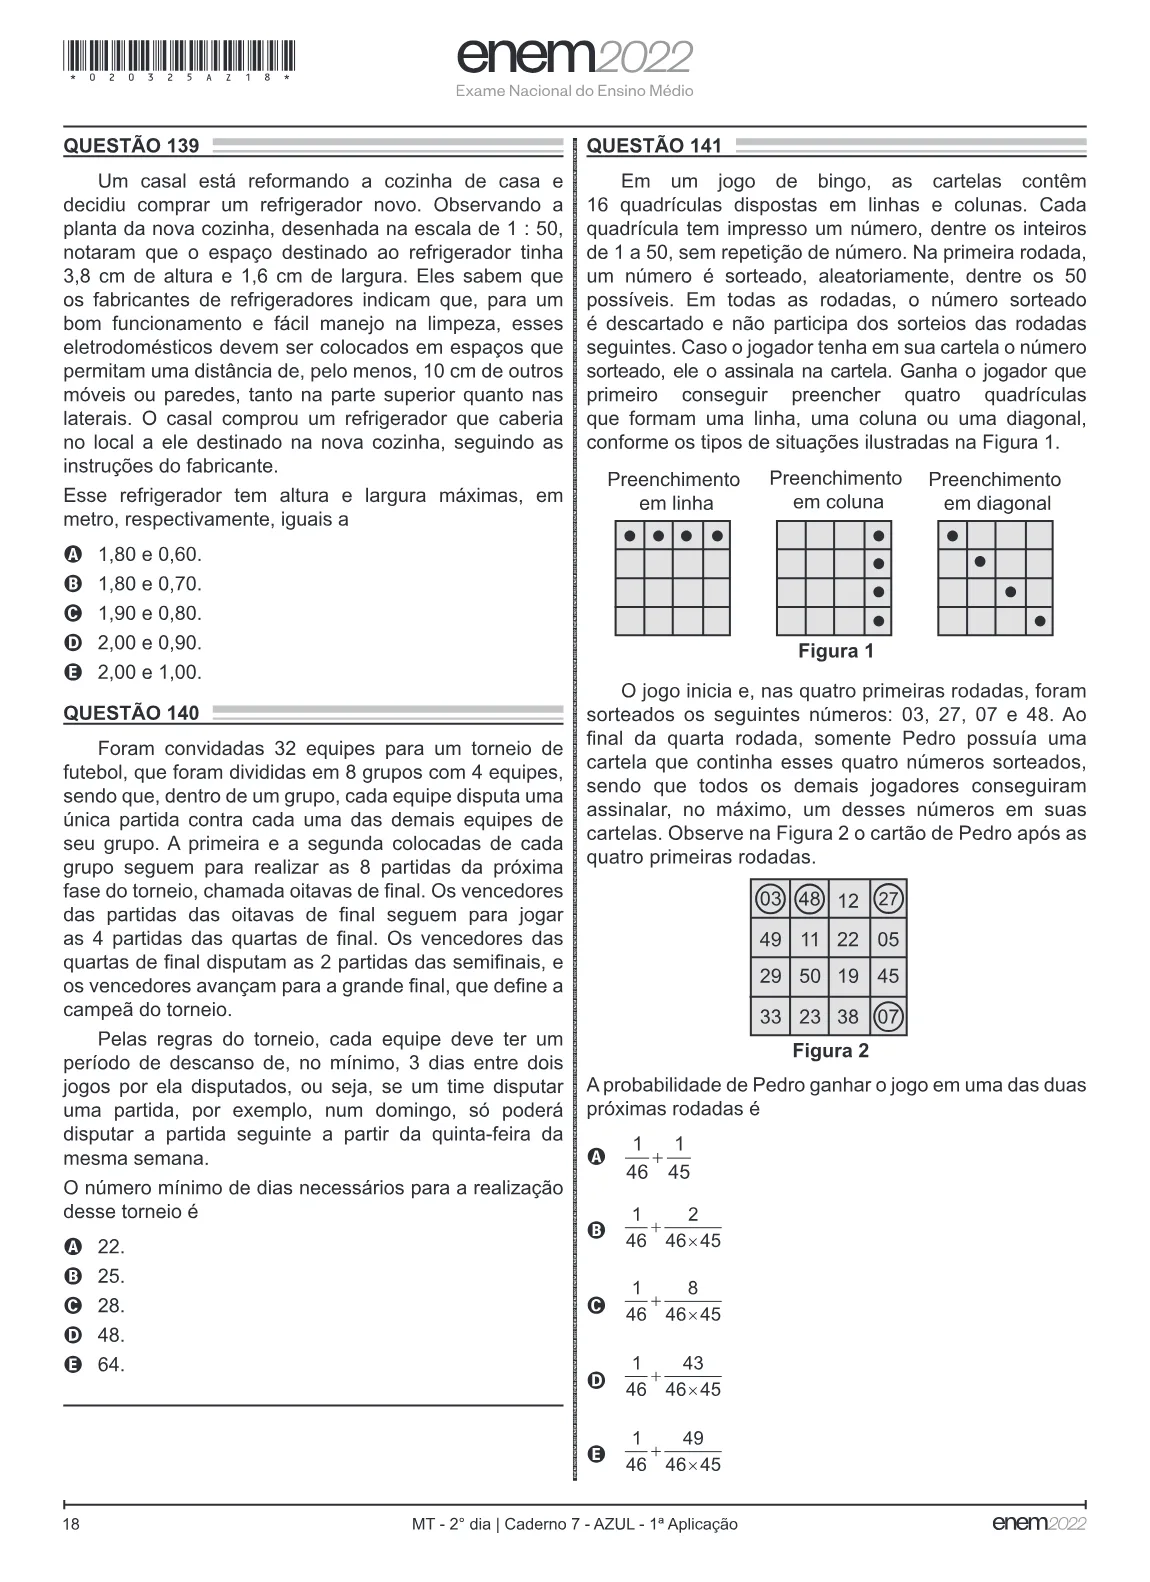 *020325AZ18*
enem2022
Exame Nacional do Ensino Médio
QUESTÃO 139
Um casal está reformando a cozinha de casa e
decidiu comprar um refrigerador novo. Observando a
planta da nova cozinha, desenhada na escala de 1 : 50,
notaram que o espaço destinado ao refrigerador tinha
3,8 cm de altura e 1,6 cm de largura. Eles sabem que
os fabricantes de refrigeradores indicam que, para um
bom funcionamento e fácil manejo na limpeza, esses
eletrodomésticos devem ser colocados em espaços que
permitam uma distância de, pelo menos, 10 cm de outros
móveis ou paredes, tanto na parte superior quanto nas
laterais. O casal comprou um refrigerador que caberia
no local a ele destinado na nova cozinha, seguindo as
instruções do fabricante.
Esse refrigerador tem altura e largura máximas, em
metro, respectivamente, iguais a
A 1,80 e 0,60.
B 1,80 e 0,70.
C 1,90 e 0,80.
D 2,00 e 0,90.
E 2,00 e 1,00.
QUESTÃO 140
Foram convidadas 32 equipes para um torneio de
futebol, que foram divididas em 8 grupos com 4 equipes,
sendo que, dentro de um grupo, cada equipe disputa uma
única partida contra cada uma das demais equipes de
seu grupo. A primeira e a segunda colocadas de cada
grupo seguem para realizar as 8 partidas da próxima
fase do torneio, chamada oitavas de final. Os vencedores
das partidas das oitavas de final seguem para jogar
as 4 partidas das quartas de final. Os vencedores das
quartas de final disputam as 2 partidas das semifinais, e
os vencedores avançam para a grande final, que define a
campeã do torneio.
Pelas regras do torneio, cada equipe deve ter um
período de descanso de, no mínimo, 3 dias entre dois
jogos por ela disputados, ou seja, se um time disputar
uma partida, por exemplo, num domingo, só poderá
disputar a partida seguinte a partir da quinta-feira da
mesma semana.
O número mínimo de dias necessários para a realização
desse torneio é
A 22.
B 25.
C 28.
D 48.
E 64.
QUESTÃO 141
Em um jogo de bingo, as cartelas contêm
16 quadrículas dispostas em linhas e colunas. Cada
quadrícula tem impresso um número, dentre os inteiros
de 1 a 50, sem repetição de número. Na primeira rodada,
um número é sorteado, aleatoriamente, dentre os 50
possíveis. Em todas as rodadas, o número sorteado
é descartado e não participa dos sorteios das rodadas
seguintes. Caso o jogador tenha em sua cartela o número
sorteado, ele o assinala na cartela. Ganha o jogador que
primeiro conseguir preencher quatro quadrículas
que formam uma linha, uma coluna ou uma diagonal,
conforme os tipos de situações ilustradas na Figura 1.
Preenchimento Preenchimento Preenchimento
em linha em coluna em diagonal
Figura 1
O jogo inicia e, nas quatro primeiras rodadas, foram
sorteados os seguintes números: 03, 27, 07 e 48. Ao
final da quarta rodada, somente Pedro possuía uma
cartela que continha esses quatro números sorteados,
sendo que todos os demais jogadores conseguiram
assinalar, no máximo, um desses números em suas
cartelas. Observe na Figura 2 o cartão de Pedro após as
quatro primeiras rodadas.
03 48 12 27
49 11 22 05
29 50 19 45
33 23 38 07
Figura 2
A probabilidade de Pedro ganhar o jogo em uma das duas
próximas rodadas é
A 1/46 + 1/45
B 1/46 + 2/46×45
C 1/46 + 8/46×45
D 1/46 + 43/46×45
E 1/46 + 49/46×45
18
MT - 2° dia | Caderno 7 - AZUL - 1ª Aplicação
enem2022